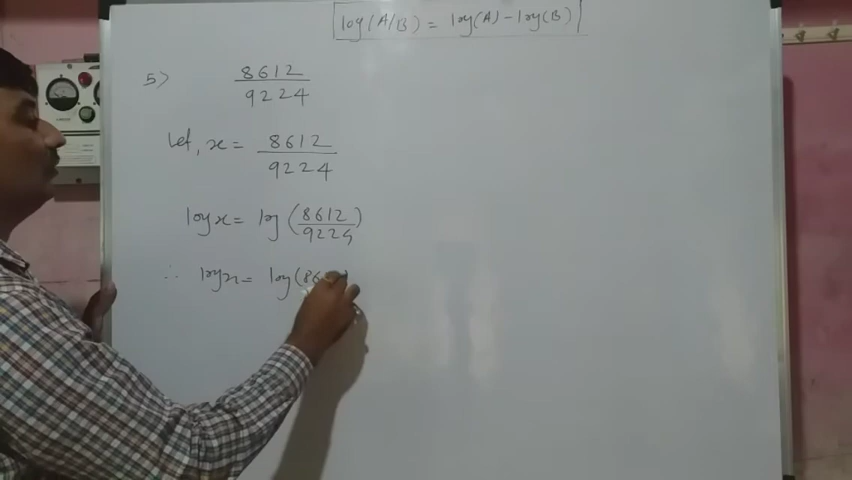 log(A/B) = log(A) - log(B)
5> 8612/9224
Let, x = 8612/9224
log x = log (8612/9224)
∴ log x = log(86